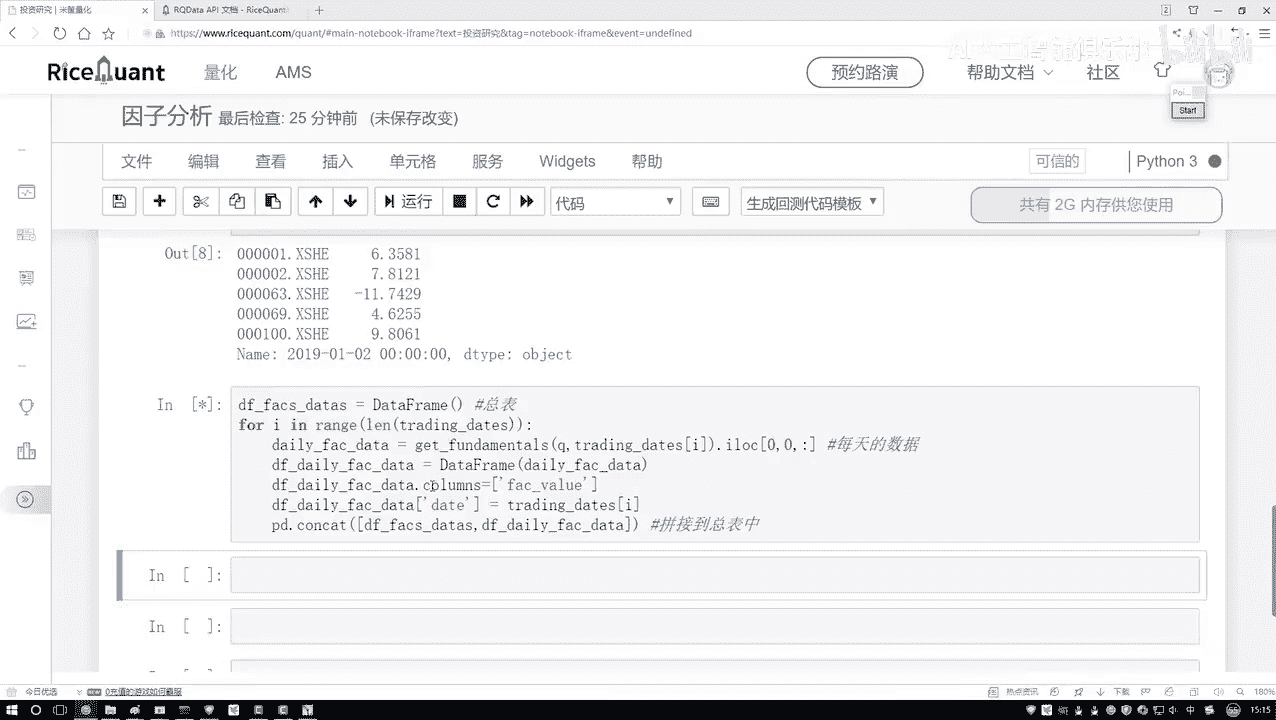 投资研究 | 米筐量化
RQData API 文档 - RiceQuant
https://www.ricequant.com/quant/#main-notebook-iframe?text=投资研究&tag=notebook-iframe&event=undefined
RiceQuant 量化 AMS 预约路演 帮助文档 社区
Start
因子分析 最后检查: 25 分钟前 (未保存改变)
文件 编辑 查看 插入 单元格 服务 Widgets 帮助 可信的 Python 3
运行 代码 生成回测代码模板 共有 2G 内存供您使用
Out[8]: 000001.XSHE 6.3581
000002.XSHE 7.8121
000063.XSHE -11.7429
000069.XSHE 4.6255
000100.XSHE 9.8061
Name: 2019-01-02 00:00:00, dtype: object
In [*]: df_facs_datas = DataFrame() #总表
for i in range(len(trading_dates)):
daily_fac_data = get_fundamentals(q,trading_dates[i]).iloc[0,0,:] #每天的数据
df_daily_fac_data = DataFrame(daily_fac_data)
df_daily_fac_data.columns=['fac_value']
df_daily_fac_data['date'] = trading_dates[i]
pd.concat([df_facs_datas,df_daily_fac_data]) #拼接到总表中
In [ ]:
In [ ]:
今日优选 热点资讯 下载 180%
中 15:15